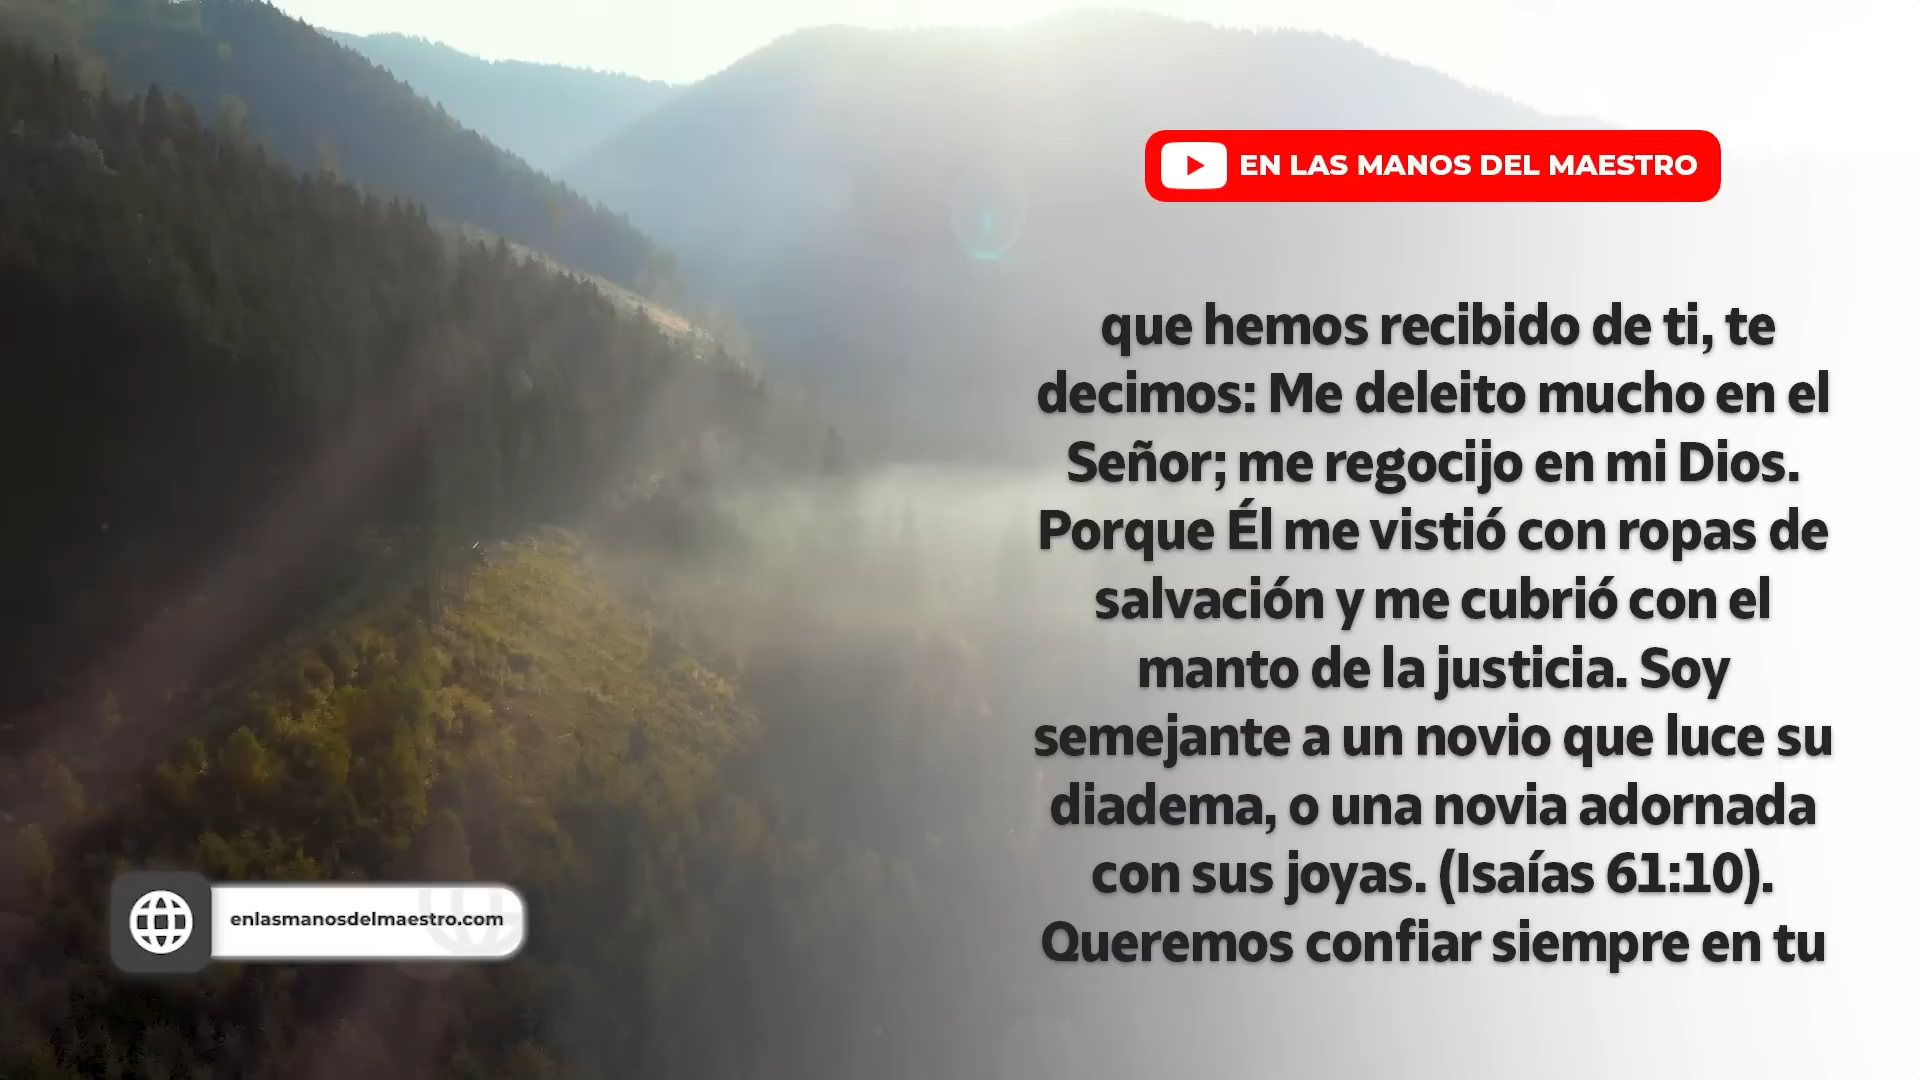 EN LAS MANOS DEL MAESTRO
que hemos recibido de ti, te
decimos: Me deleito mucho en el
Señor; me regocijo en mi Dios.
Porque Él me vistió con ropas de
salvación y me cubrió con el
manto de la justicia. Soy
semejante a un novio que luce su
diadema, o una novia adornada
con sus joyas. (Isaías 61:10).
Queremos confiar siempre en tu
enlasmanosdelmaestro.com